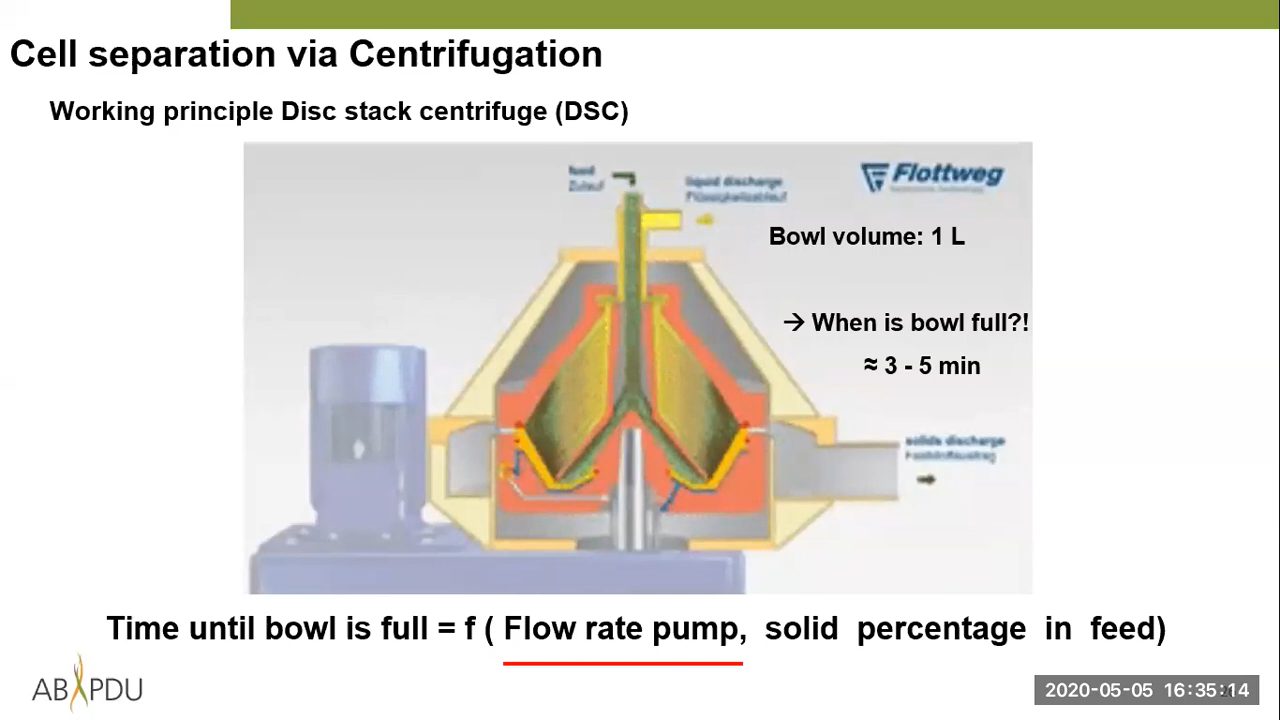 Cell separation via Centrifugation
Working principle Disc stack centrifuge (DSC)
feed
Zulauf
liquid discharge
Flüssigkeitsablauf
Flottweg
Bowl volume: 1 L
→ When is bowl full?!
≈ 3 - 5 min
solids discharge
Feststoffaustrag
Time until bowl is full = f ( Flow rate pump, solid percentage in feed)
ABPDU
2020-05-05 16:35:14